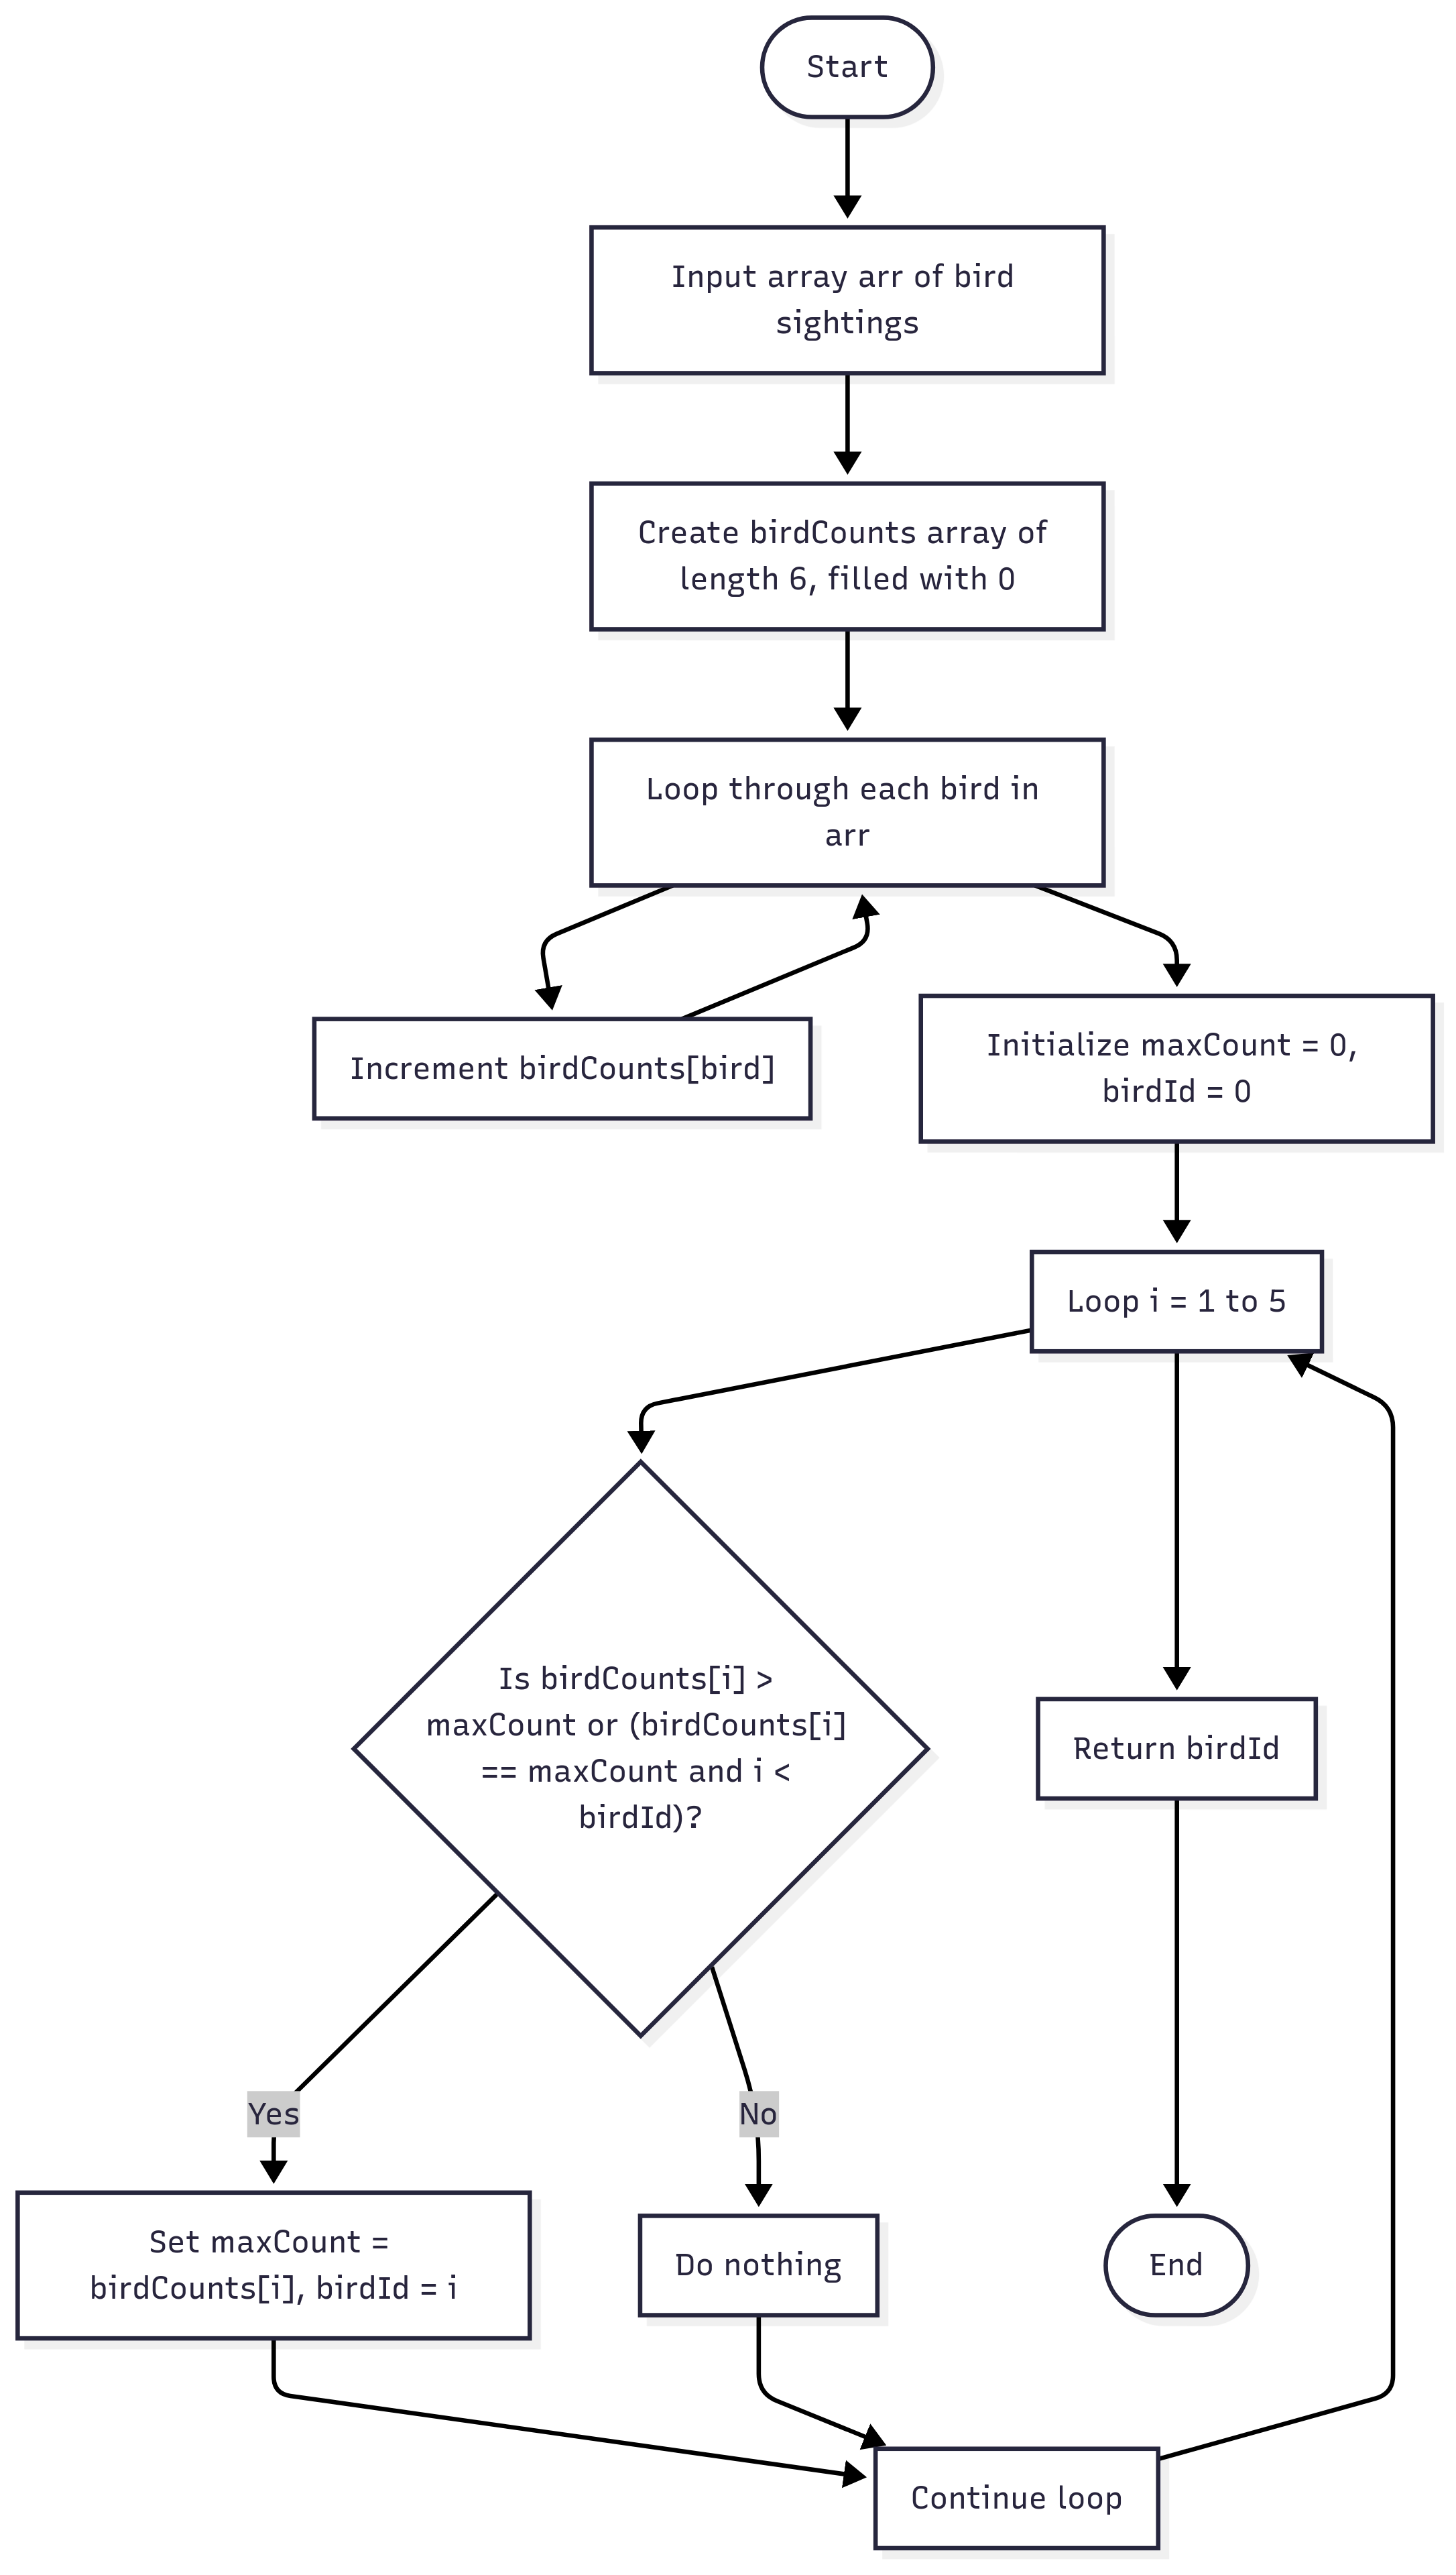 Start
Input array arr of bird
sightings
Create birdCounts array of
length 6, filled with 0
Loop through each bird in
arr
Increment birdCounts[bird]
Initialize maxCount = 0,
birdId = 0
Loop i = 1 to 5
Is birdCounts[i] >
maxCount or (birdCounts[i]
== maxCount and i <
birdId)?
Return birdId
Yes
No
Set maxCount =
birdCounts[i], birdId = i
Do nothing
End
Continue loop